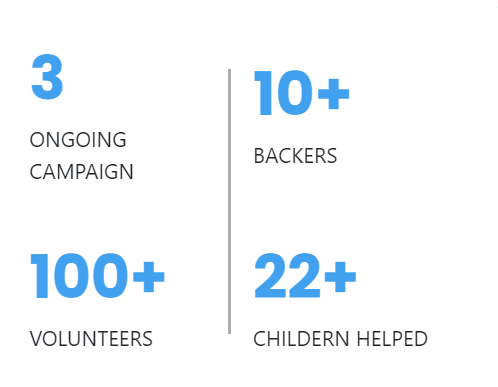 3
ONGOING
CAMPAIGN
10+
BACKERS
100+
VOLUNTEERS
22+
CHILDERN HELPED